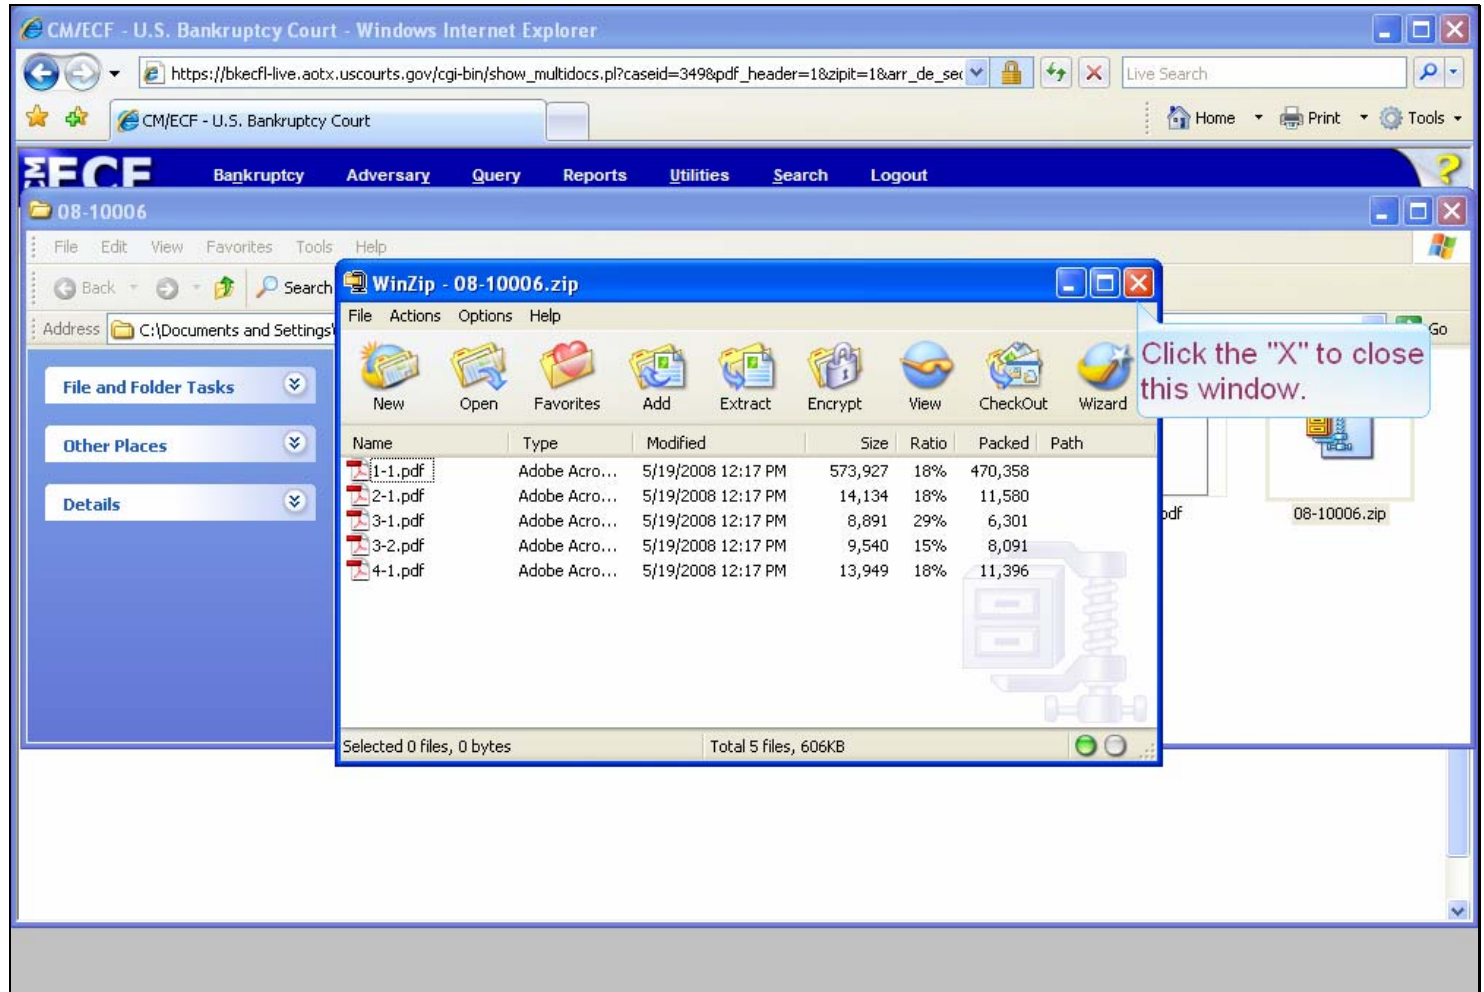 CM/ECF - U.S. Bankruptcy Court - Windows Internet Explorer
https://bkecfl-live.aotx.uscourts.gov/cgi-bin/show_multidocs.pl?caseid=349&pdf_header=1&zipit=1&arr_de_sec
Live Search
CM/ECF - U.S. Bankruptcy Court
Home Print Tools
CM ECF Bankruptcy Adversary Query Reports Utilities Search Logout ?
08-10006
File Edit View Favorites Tools Help
Back Search
Address C:\Documents and Settings\
Go
File and Folder Tasks
Other Places
Details
WinZip - 08-10006.zip
File Actions Options Help
New Open Favorites Add Extract Encrypt View CheckOut Wizard
Name Type Modified Size Ratio Packed Path
1-1.pdf Adobe Acro... 5/19/2008 12:17 PM 573,927 18% 470,358
2-1.pdf Adobe Acro... 5/19/2008 12:17 PM 14,134 18% 11,580
3-1.pdf Adobe Acro... 5/19/2008 12:17 PM 8,891 29% 6,301
3-2.pdf Adobe Acro... 5/19/2008 12:17 PM 9,540 15% 8,091
4-1.pdf Adobe Acro... 5/19/2008 12:17 PM 13,949 18% 11,396
Selected 0 files, 0 bytes Total 5 files, 606KB
Click the "X" to close
this window.
08-10006.zip